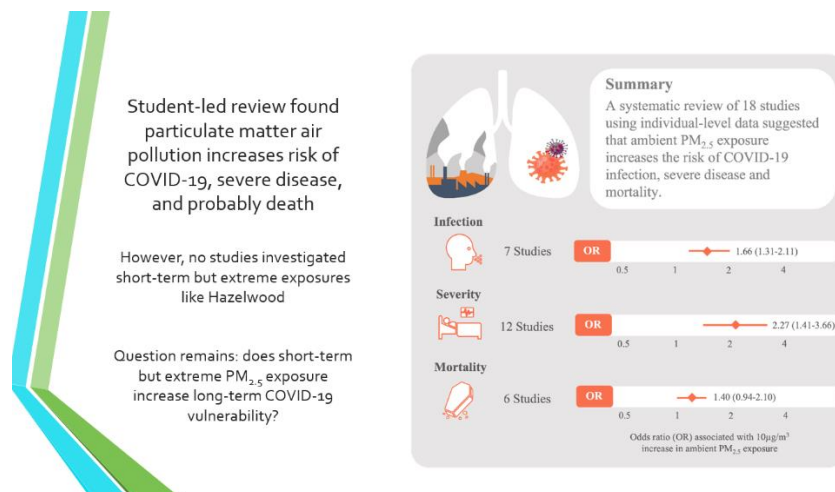 Student-led review found
particulate matter air
pollution increases risk of
COVID-19, severe disease,
and probably death
However, no studies investigated
short-term but extreme exposures
like Hazelwood
Question remains: does short-term
but extreme PM2.5 exposure
increase long-term COVID-19
vulnerability?
Summary
A systematic review of 18 studies
using individual-level data suggested
that ambient PM2.5 exposure
increases the risk of COVID-19
infection, severe disease and
mortality.
Infection
7 Studies OR 1.66 (1.31-2.11)
0.5 1 2 4
Severity
12 Studies OR 2.27 (1.41-3.66)
0.5 1 2 4
Mortality
6 Studies OR 1.40 (0.94-2.10)
0.5 1 2 4
Odds ratio (OR) associated with 10µg/m³
increase in ambient PM2.5 exposure